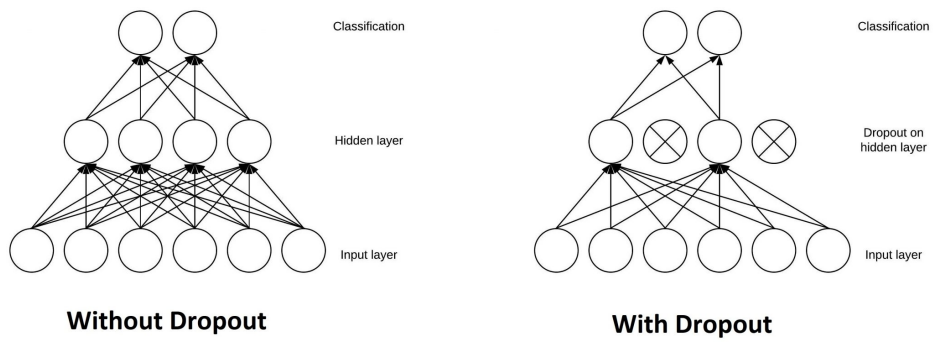 Classification
Hidden layer
Input layer
Without Dropout
Classification
Dropout on
hidden layer
Input layer
With Dropout